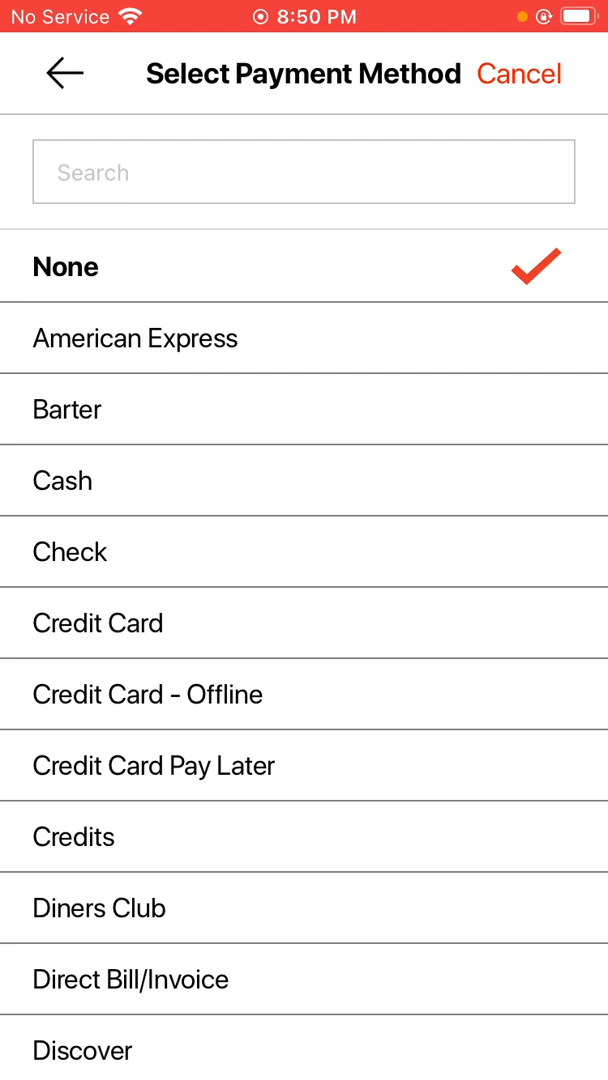 No Service 8:50 PM
Select Payment Method Cancel
Search
None
American Express
Barter
Cash
Check
Credit Card
Credit Card - Offline
Credit Card Pay Later
Credits
Diners Club
Direct Bill/Invoice
Discover